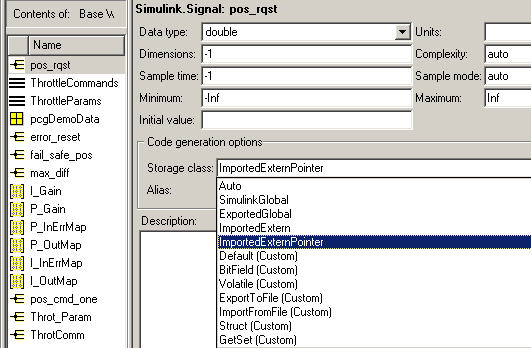 Contents of: Base \
Name
pos_rqst
ThrottleCommands
ThrottleParams
pcgDemoData
error_reset
fail_safe_pos
max_diff
I_Gain
P_Gain
P_InErrMap
P_OutMap
I_InErrMap
I_OutMap
pos_cmd_one
Throt_Param
ThrotComm
Simulink.Signal: pos_rqst
Data type: double Units:
Dimensions: -1 Complexity: auto
Sample time: -1 Sample mode: auto
Minimum: -Inf Maximum: Inf
Initial value:
Code generation options
Storage class: ImportedExternPointer
Alias:
Description:
Auto
SimulinkGlobal
ExportedGlobal
ImportedExtern
ImportedExternPointer
Default (Custom)
BitField (Custom)
Volatile (Custom)
ExportToFile (Custom)
ImportFromFile (Custom)
Struct (Custom)
GetSet (Custom)